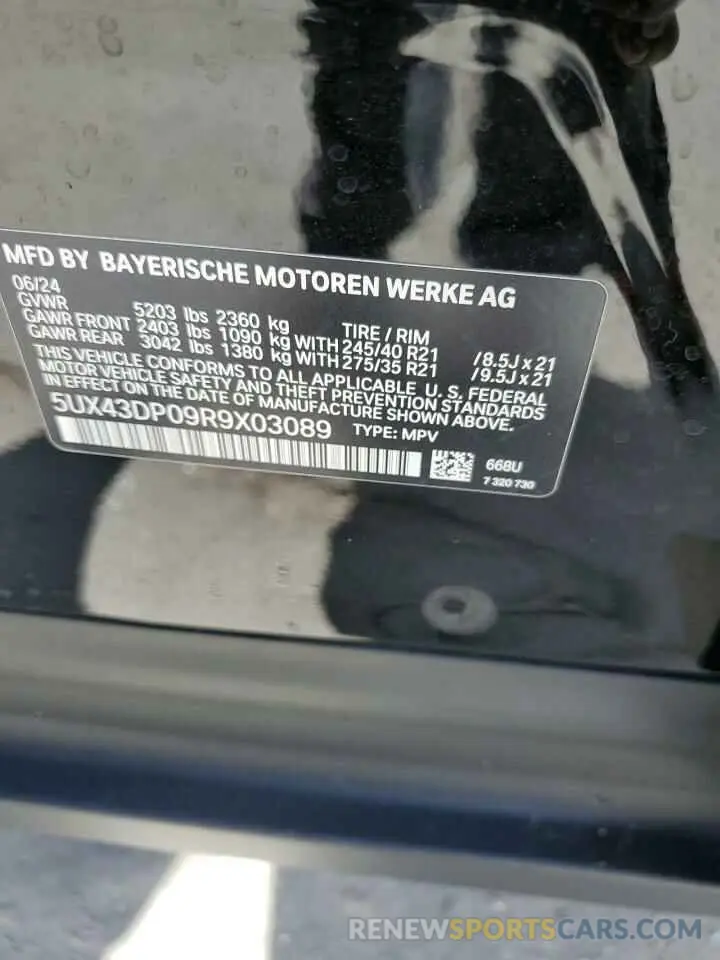 MFD BY BAYERISCHE MOTOREN WERKE AG
06/24
GVWR 5203 lbs 2360 kg TIRE / RIM
GAWR FRONT 2403 lbs 1090 kg WITH 245/40 R21 /8.5J x 21
GAWR REAR 3042 lbs 1380 kg WITH 275/35 R21 /9.5J x 21
THIS VEHICLE CONFORMS TO ALL APPLICABLE U.S. FEDERAL
MOTOR VEHICLE SAFETY AND THEFT PREVENTION STANDARDS
IN EFFECT ON THE DATE OF MANUFACTURE SHOWN ABOVE.
5UX43DP09R9X03089 TYPE: MPV
668U
7 320 730
RENEWSPORTSCARS.COM